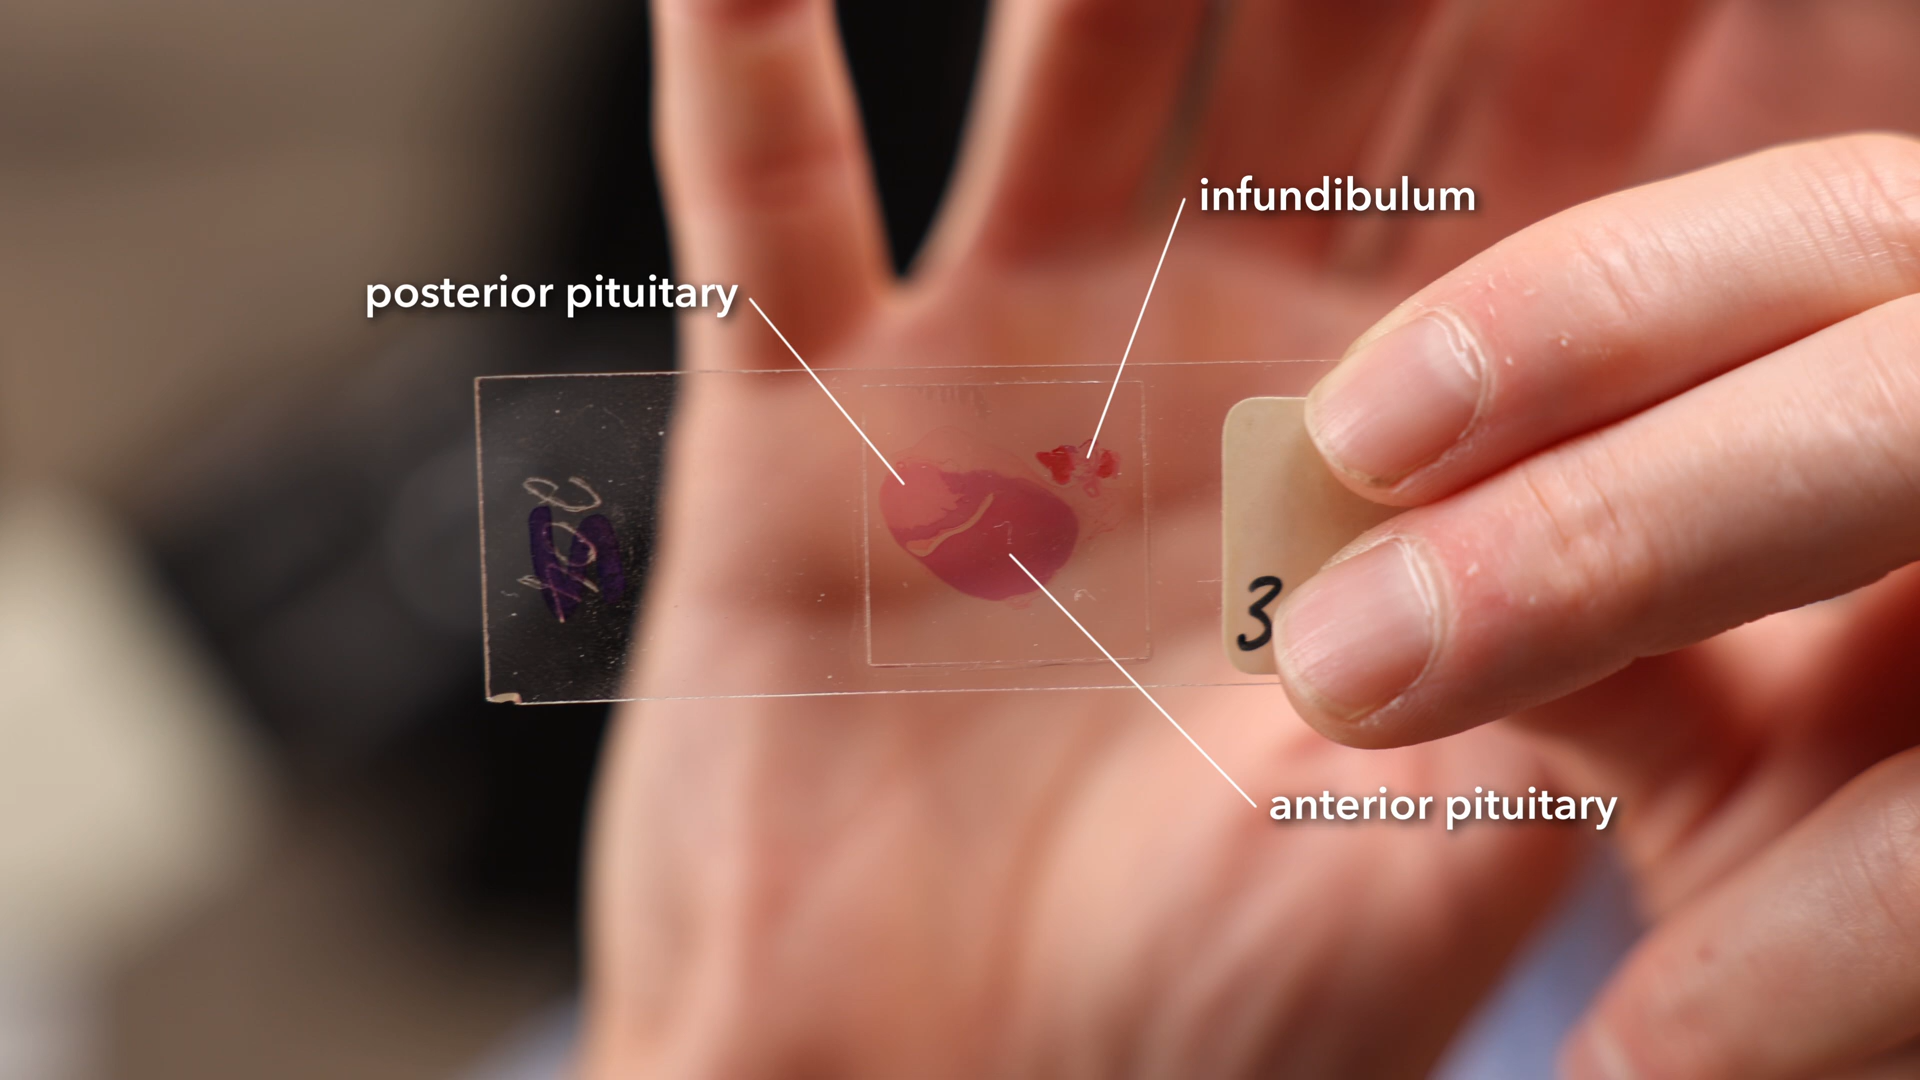 infundibulum
posterior pituitary
3
anterior pituitary